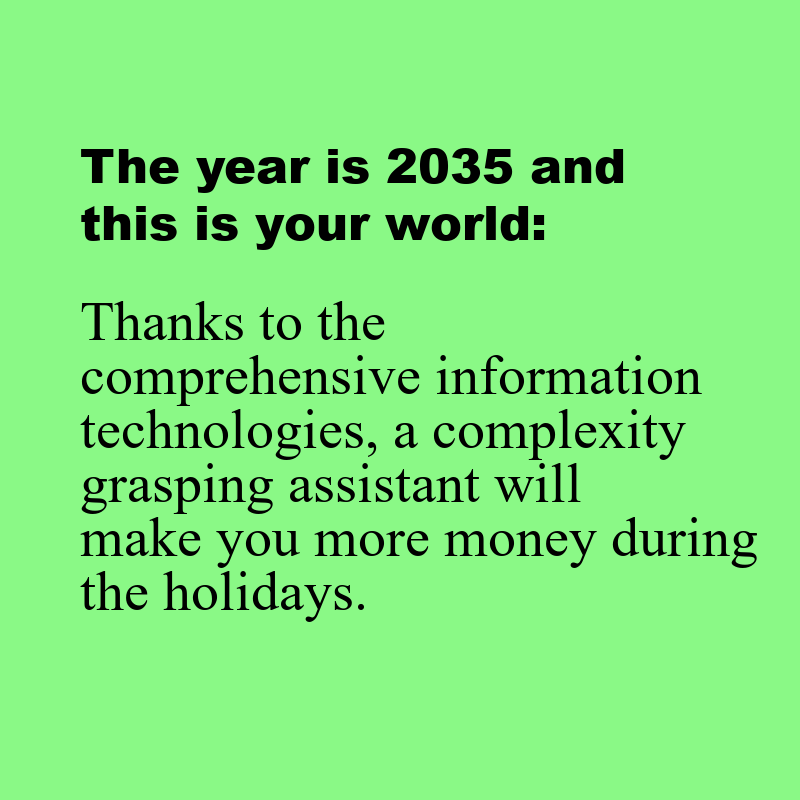 The year is 2035 and
this is your world:
Thanks to the
comprehensive information
technologies, a complexity
grasping assistant will
make you more money during
the holidays.